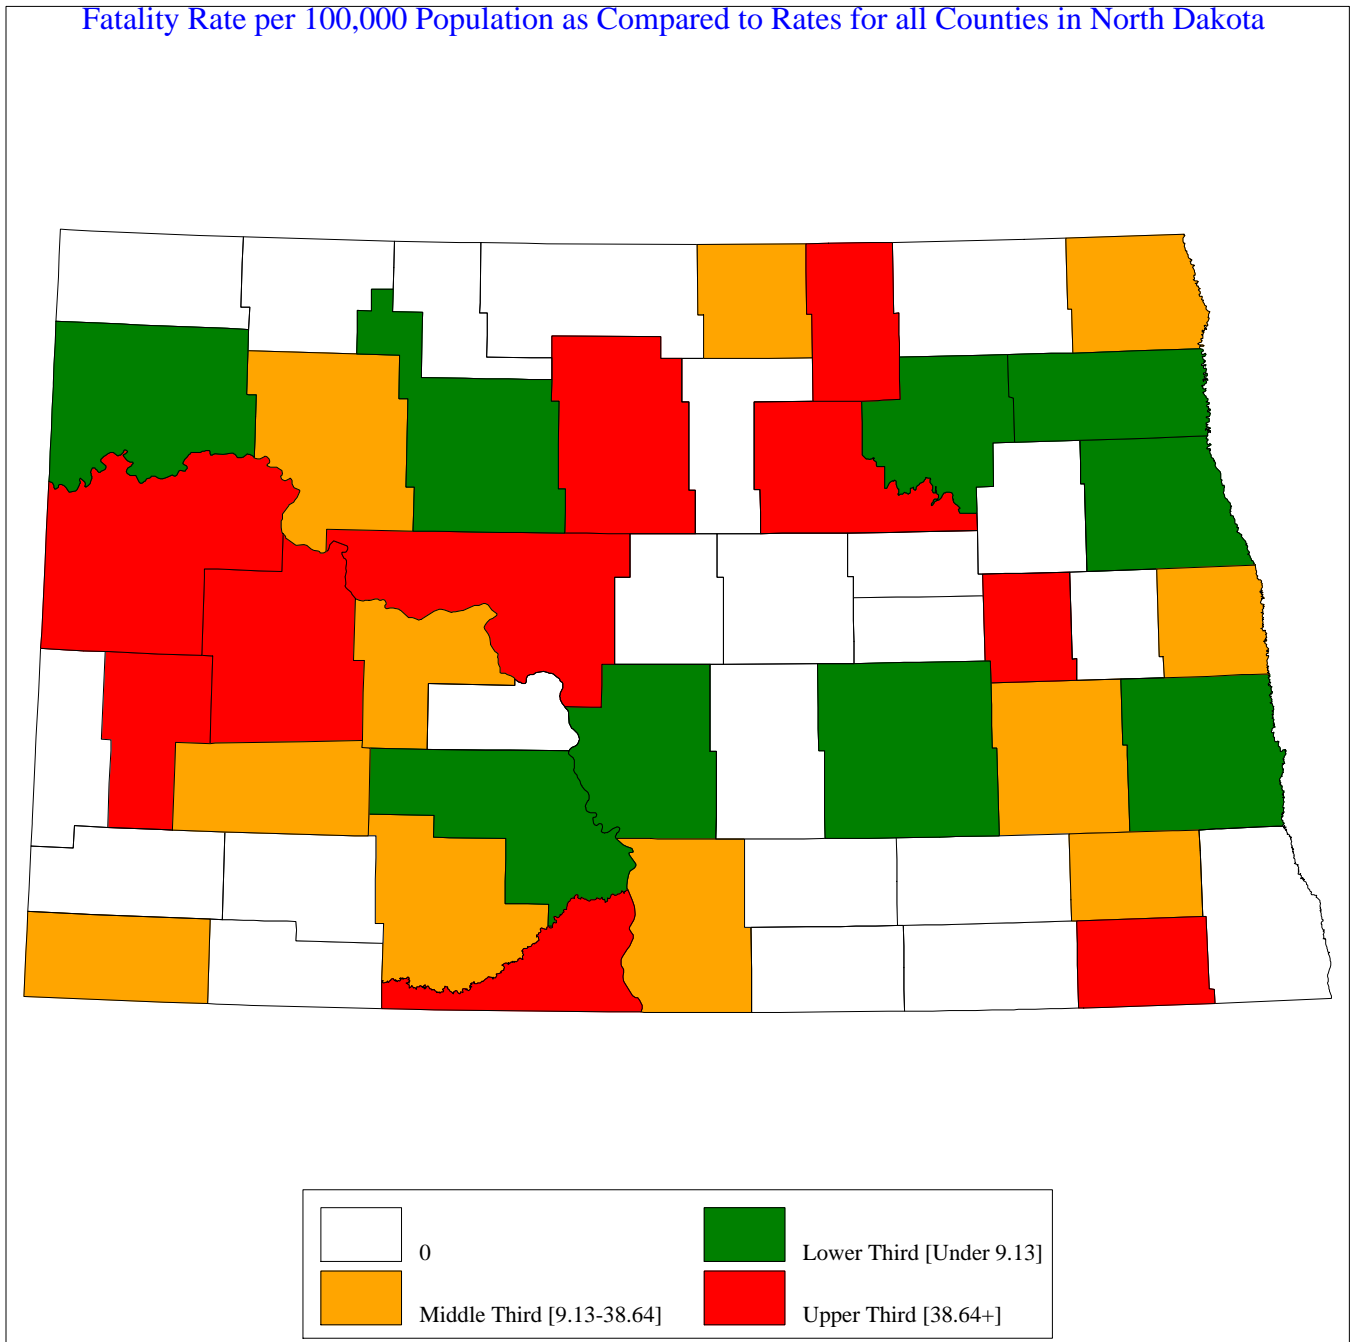 Fatality Rate per 100,000 Population as Compared to Rates for all Counties in North Dakota
0
Lower Third [Under 9.13]
Middle Third [9.13-38.64]
Upper Third [38.64+]